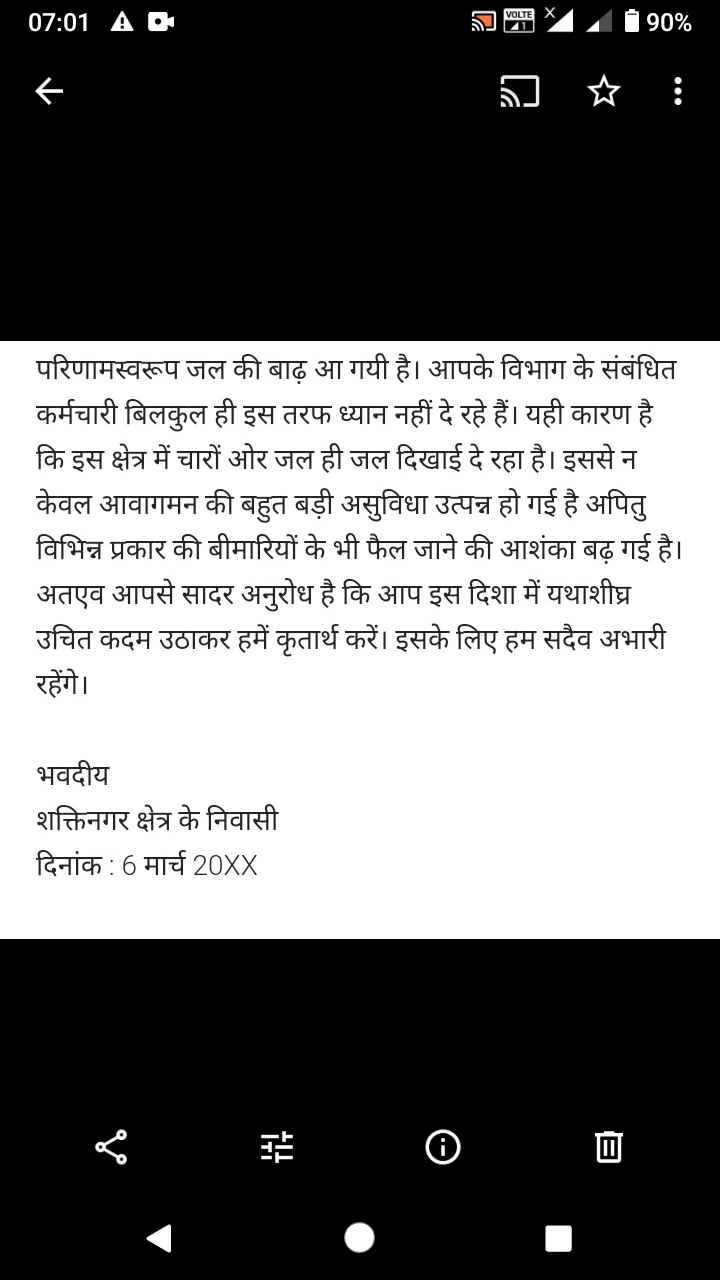 07:01
VOLTE
1
X
90%
परिणामस्वरूप जल की बाढ़ आ गयी है। आपके विभाग के संबंधित
कर्मचारी बिलकुल ही इस तरफ ध्यान नहीं दे रहे हैं। यही कारण है
कि इस क्षेत्र में चारों ओर जल ही जल दिखाई दे रहा है। इससे न
केवल आवागमन की बहुत बड़ी असुविधा उत्पन्न हो गई है अपितु
विभिन्न प्रकार की बीमारियों के भी फैल जाने की आशंका बढ़ गई है।
अतएव आपसे सादर अनुरोध है कि आप इस दिशा में यथाशीघ्र
उचित कदम उठाकर हमें कृतार्थ करें। इसके लिए हम सदैव अभारी
रहेंगे।
भवदीय
शक्तिनगर क्षेत्र के निवासी
दिनांक : 6 मार्च 20XX